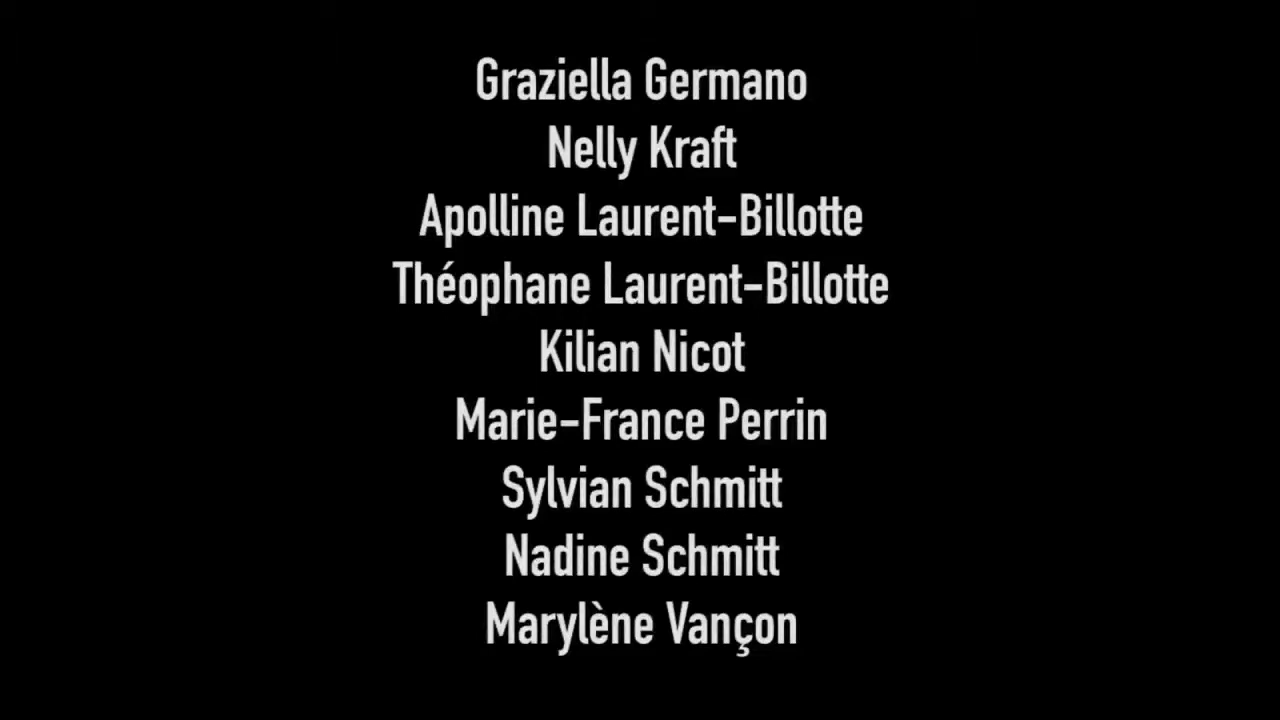 Graziella Germano
Nelly Kraft
Apolline Laurent-Billotte
Théophane Laurent-Billotte
Kilian Nicot
Marie-France Perrin
Sylvian Schmitt
Nadine Schmitt
Marylène Vançon